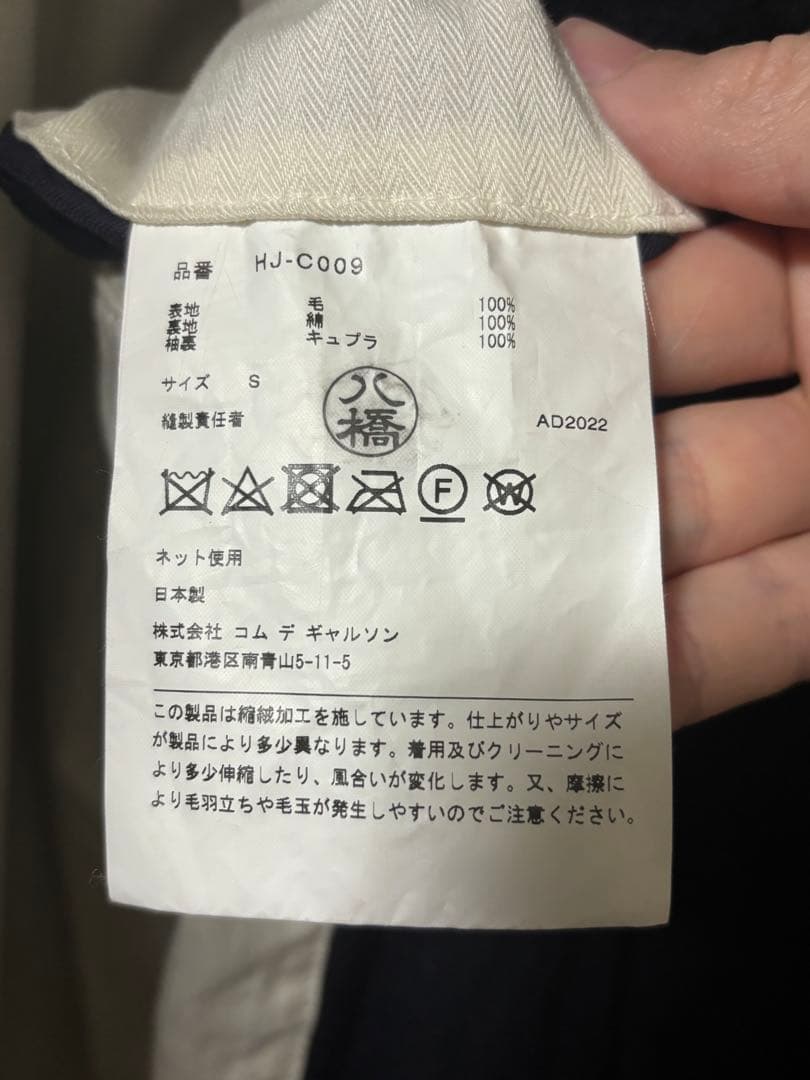 品番 HJ-C009
表地 毛 100%
裏地 綿 100%
袖裏 キュプラ 100%
サイズ S
縫製責任者 八橋 AD2022
F W
ネット使用
日本製
株式会社 コム デ ギャルソン
東京都港区南青山5-11-5
この製品は縮絨加工を施しています。仕上がりやサイズ
が製品により多少異なります。着用及びクリーニングに
より多少伸縮したり、風合いが変化します。又、摩擦に
より毛羽立ちや毛玉が発生しやすいのでご注意ください。